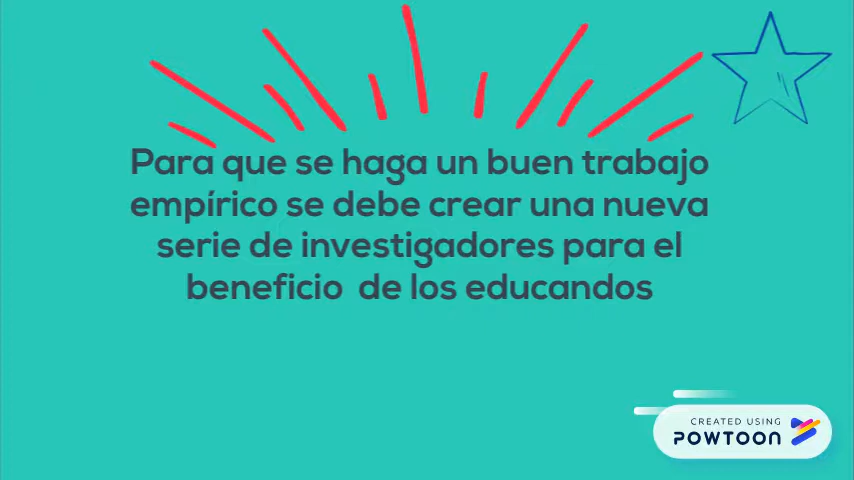 Para que se haga un buen trabajo
empírico se debe crear una nueva
serie de investigadores para el
beneficio  de los educandos
CREATED USING
POWTOON